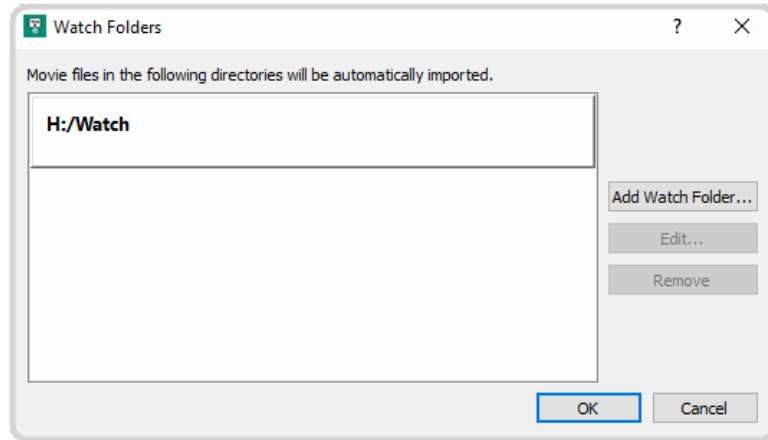 Watch Folders
?
Movie files in the following directories will be automatically imported.
H:/Watch
Add Watch Folder...
Edit...
Remove
OK
Cancel